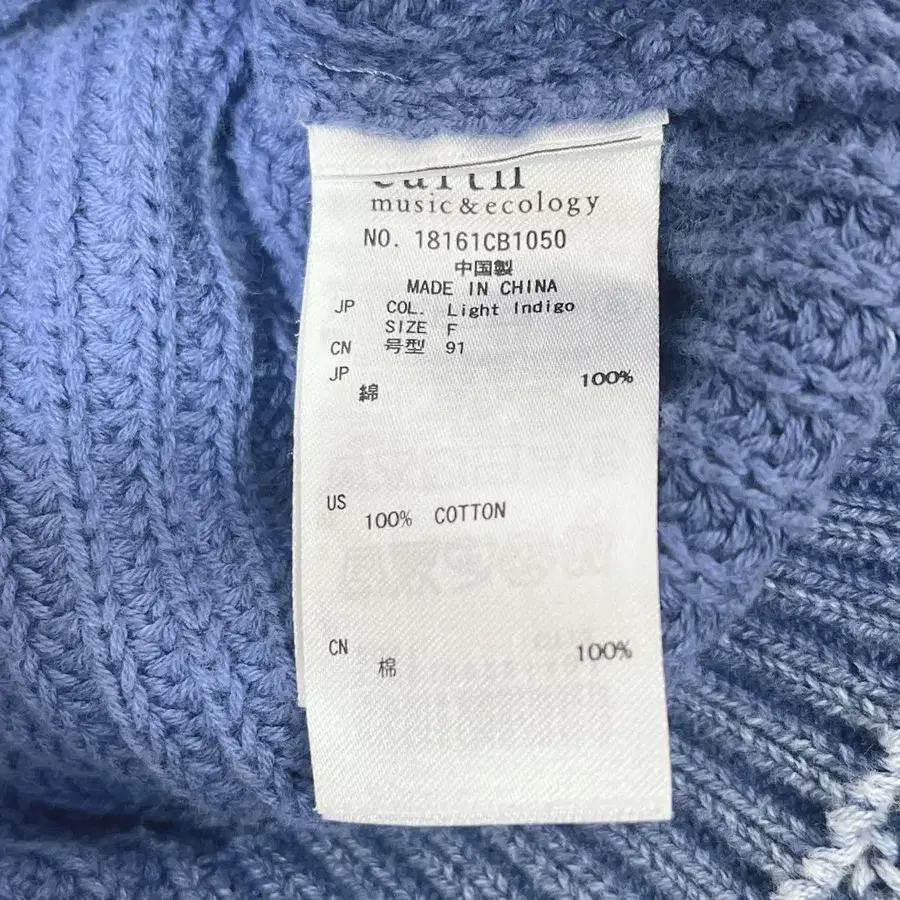 earth
music & ecology
NO. 18161CB1050
中国製
MADE IN CHINA
JP COL. Light Indigo
SIZE F
CN 号型 91
JP
綿 100%
US
100% COTTON
CN
棉 100%